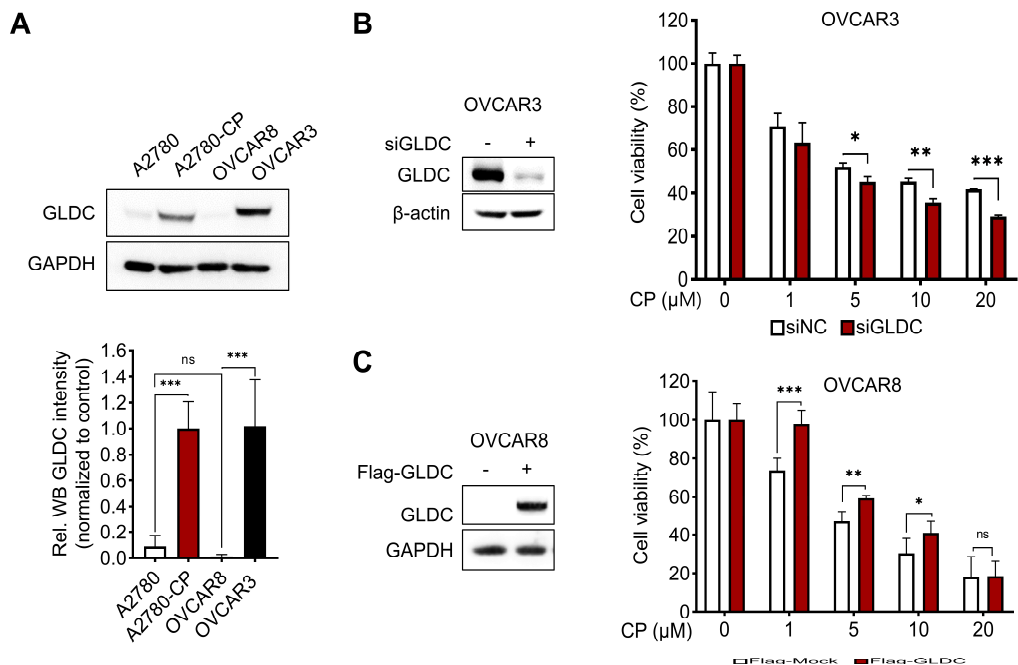 A
A2780
A2780-CP
OVCAR8
OVCAR3
GLDC
GAPDH
Rel. WB GLDC intensity
(normalized to control)
1.6
1.4
1.2
1.0
0.8
0.6
0.4
0.2
0.0
ns
***
***
A2780
A2780-CP
OVCAR8
OVCAR3
B
OVCAR3
siGLDC - +
GLDC
β-actin
OVCAR3
Cell viability (%)
120
100
80
60
40
20
0
*
**
***
CP (μM) 0 1 5 10 20
siNC siGLDC
C
OVCAR8
Flag-GLDC - +
GLDC
GAPDH
OVCAR8
Cell viability (%)
120
100
80
60
40
20
0
***
**
*
ns
CP (μM) 0 1 5 10 20
Flag-Mock Flag-GLDC